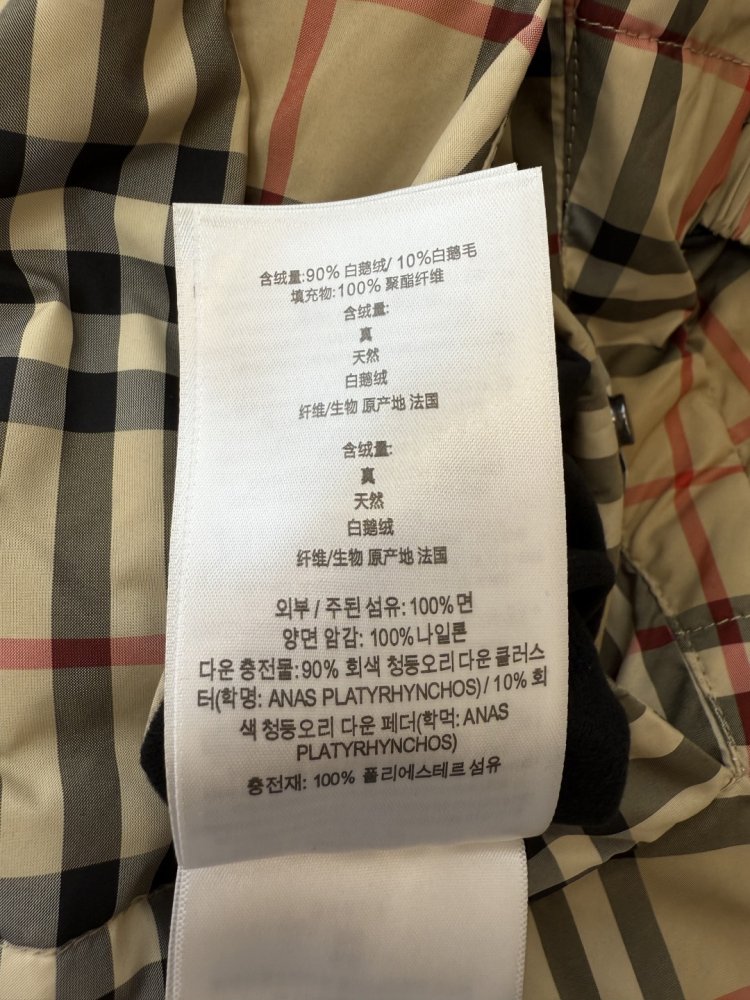 含绒量:90% 白鹅绒/ 10%白鹅毛
填充物:100% 聚酯纤维
含绒量:
真
天然
白鹅绒
纤维/生物 原产地 法国
含绒量:
真
天然
白鹅绒
纤维/生物 原产地 法国
외부 / 주된 섬유: 100% 면
양면 암감: 100% 나일론
다운 충전물:90% 회색 청둥오리 다운 클러스
터(학명: ANAS PLATYRHYNCHOS) / 10% 회
색 청둥오리 다운 페더(학먹: ANAS
PLATYRHYNCHOS)
충전재: 100% 폴리에스테르 섬유